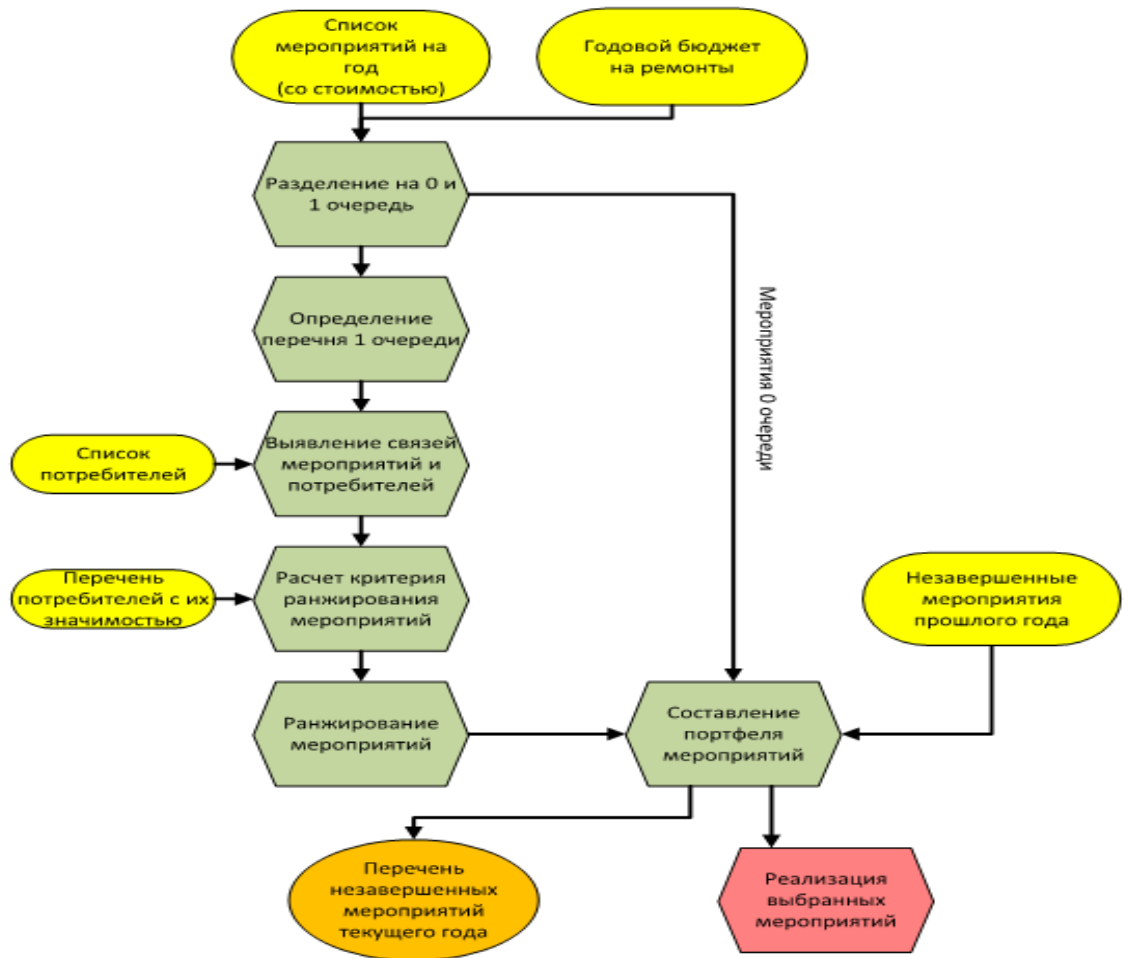 Список
мероприятий на
год
(со стоимостью)
Годовой бюджет
на ремонты
Разделение на 0 и
1 очередь
Определение
перечня 1 очереди
Мероприятия 0 очереди
Список
потребителей
Выявление связей
мероприятий и
потребителей
Перечень
потребителей с их
значимостью
Расчет критерия
ранжирования
мероприятий
Незавершенные
мероприятия
прошлого года
Ранжирование
мероприятий
Составление
портфеля
мероприятий
Перечень
незавершенных
мероприятий
текущего года
Реализация
выбранных
мероприятий